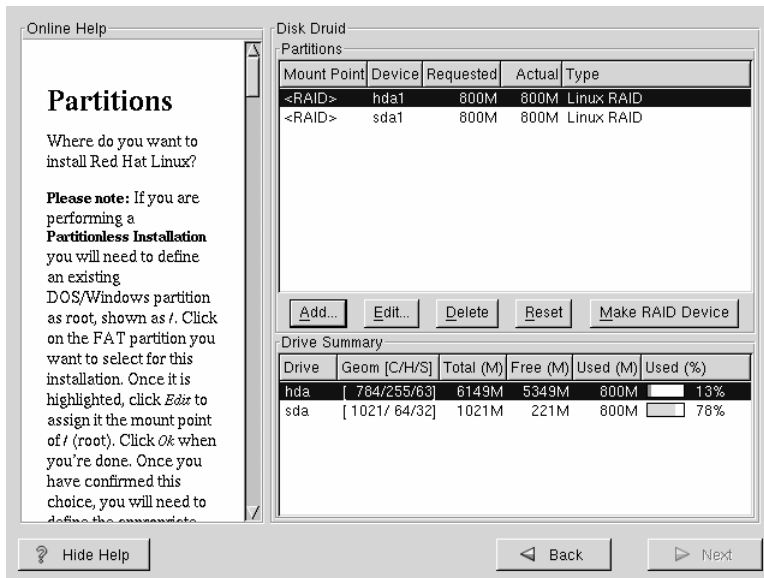 Online Help
Partitions
Where do you want to
install Red Hat Linux?
Please note: If you are
performing a
Partitionless Installation
you will need to define
an existing
DOS/Windows partition
as root, shown as /. Click
on the FAT partition you
want to select for this
installation. Once it is
highlighted, click Edit to
assign it the mount point
of / (root). Click Ok when
you're done. Once you
have confirmed this
choice, you will need to
define the appropriate
Disk Druid
Partitions
Mount Point Device Requested Actual Type
<RAID> hda1 800M 800M Linux RAID
<RAID> sda1 800M 800M Linux RAID
Add... Edit... Delete Reset Make RAID Device
Drive Summary
Drive Geom [C/H/S] Total (M) Free (M) Used (M) Used (%)
hda [ 784/255/63] 6149M 5349M 800M 13%
sda [ 1021/ 64/32] 1021M 221M 800M 78%
Hide Help
Back
Next